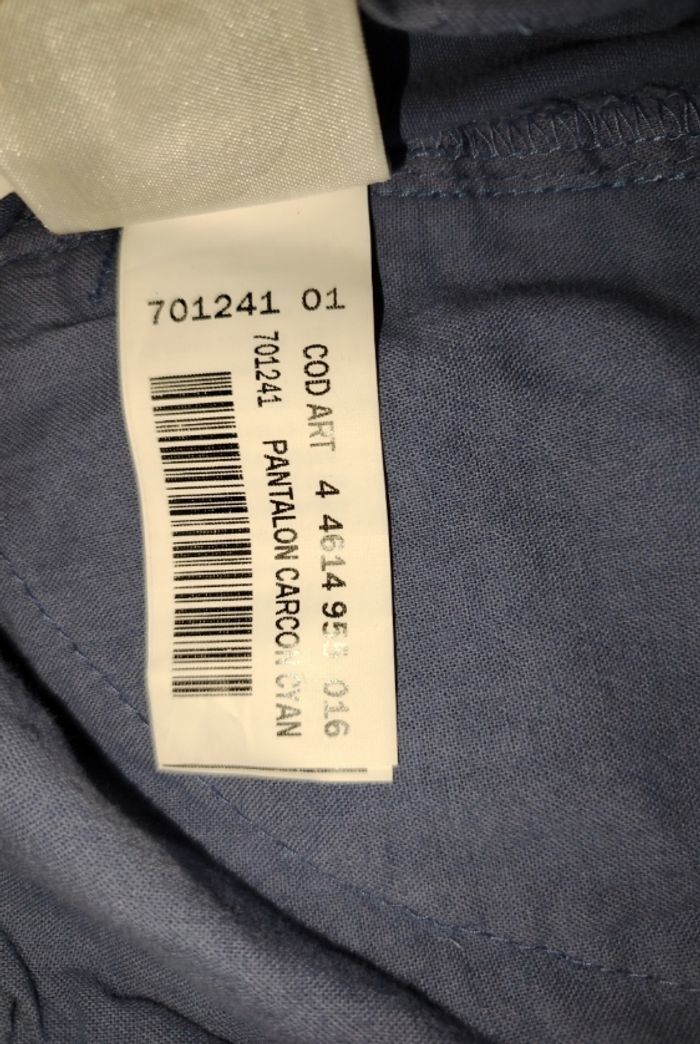 701241 01
COD ART 4 4614 016
701241 PANTALON CARCON CYAN